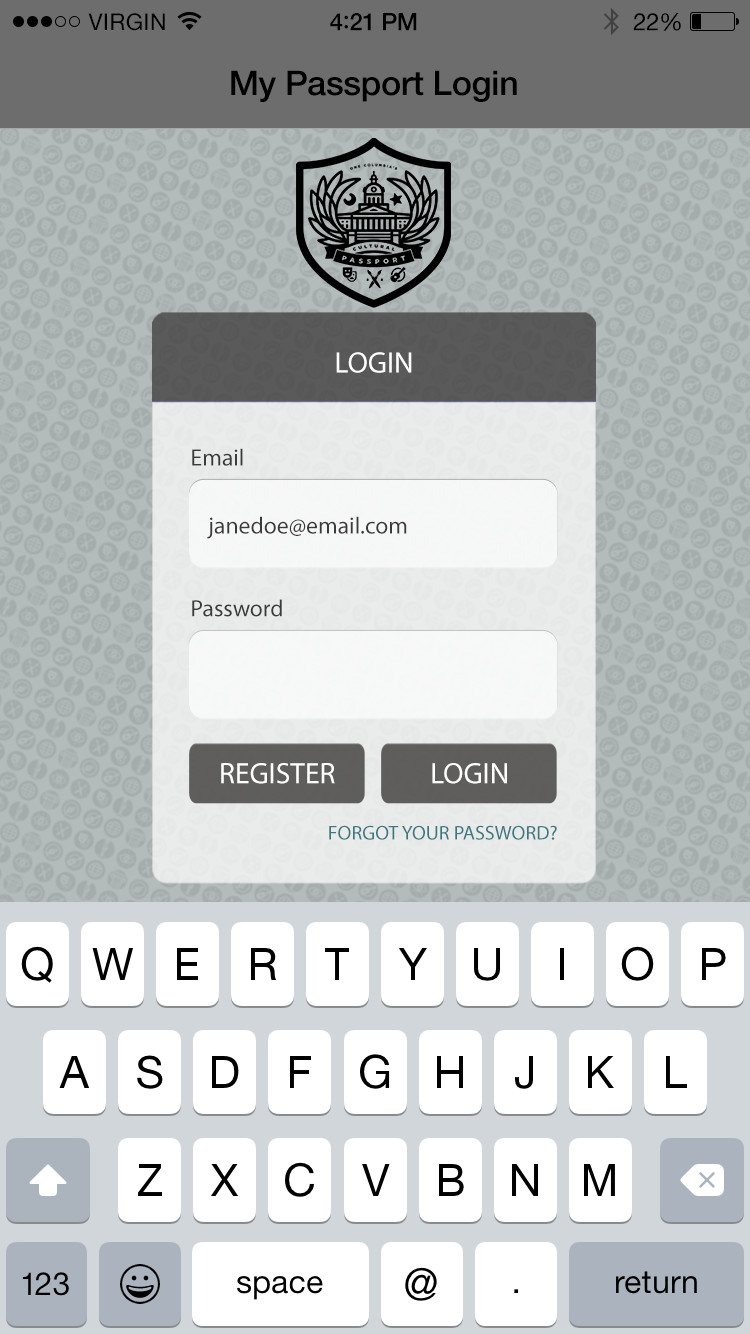 VIRGIN 4:21 PM 22%
My Passport Login
ONE COLUMBIA'S
CULTURAL
PASSPORT
LOGIN
Email
janedoe@email.com
Password
REGISTER LOGIN
FORGOT YOUR PASSWORD?
Q W E R T Y U I O P
A S D F G H J K L
Z X C V B N M
123 space @ . return